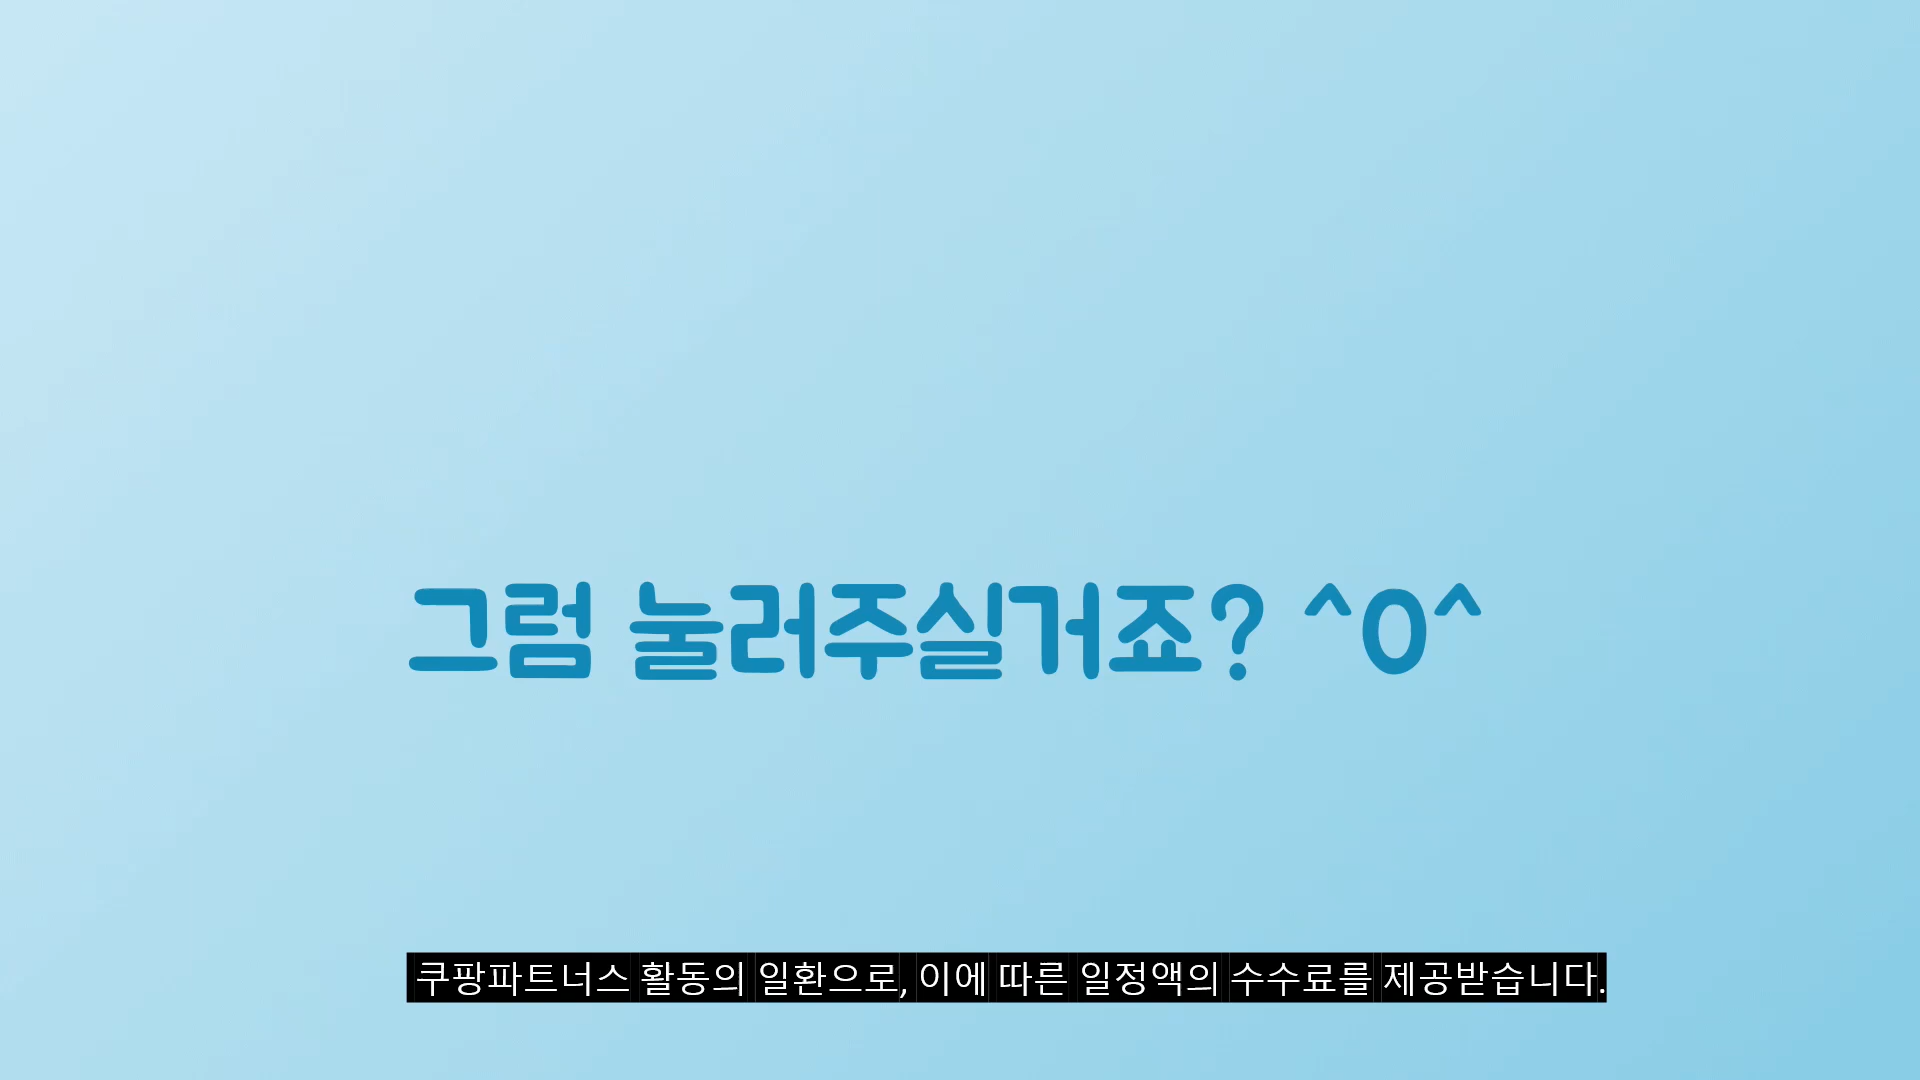 그럼 눌러주실거죠? ^0^
쿠팡파트너스 활동의 일환으로, 이에 따른 일정액의 수수료를 제공받습니다.